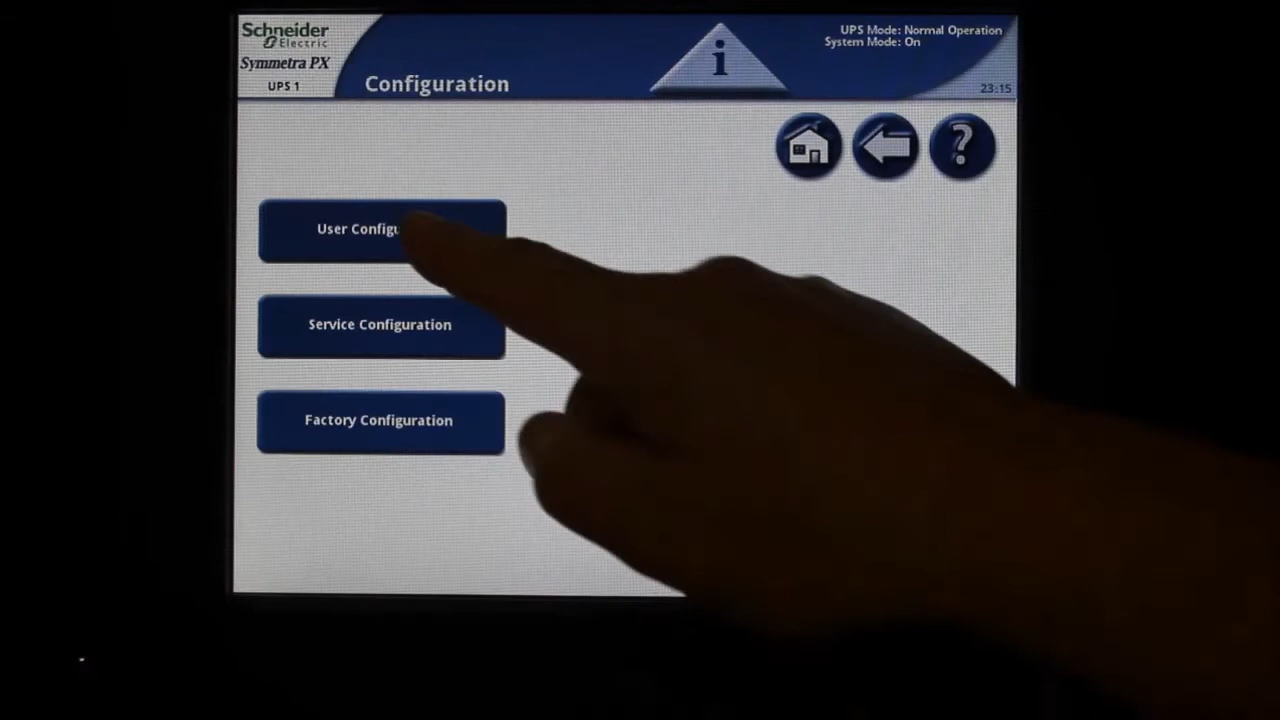 Schneider
Electric
Symmetra PX
UPS 1
Configuration
i
UPS Mode: Normal Operation
System Mode: On
23:15
?
User Configu
Service Configuration
Factory Configuration